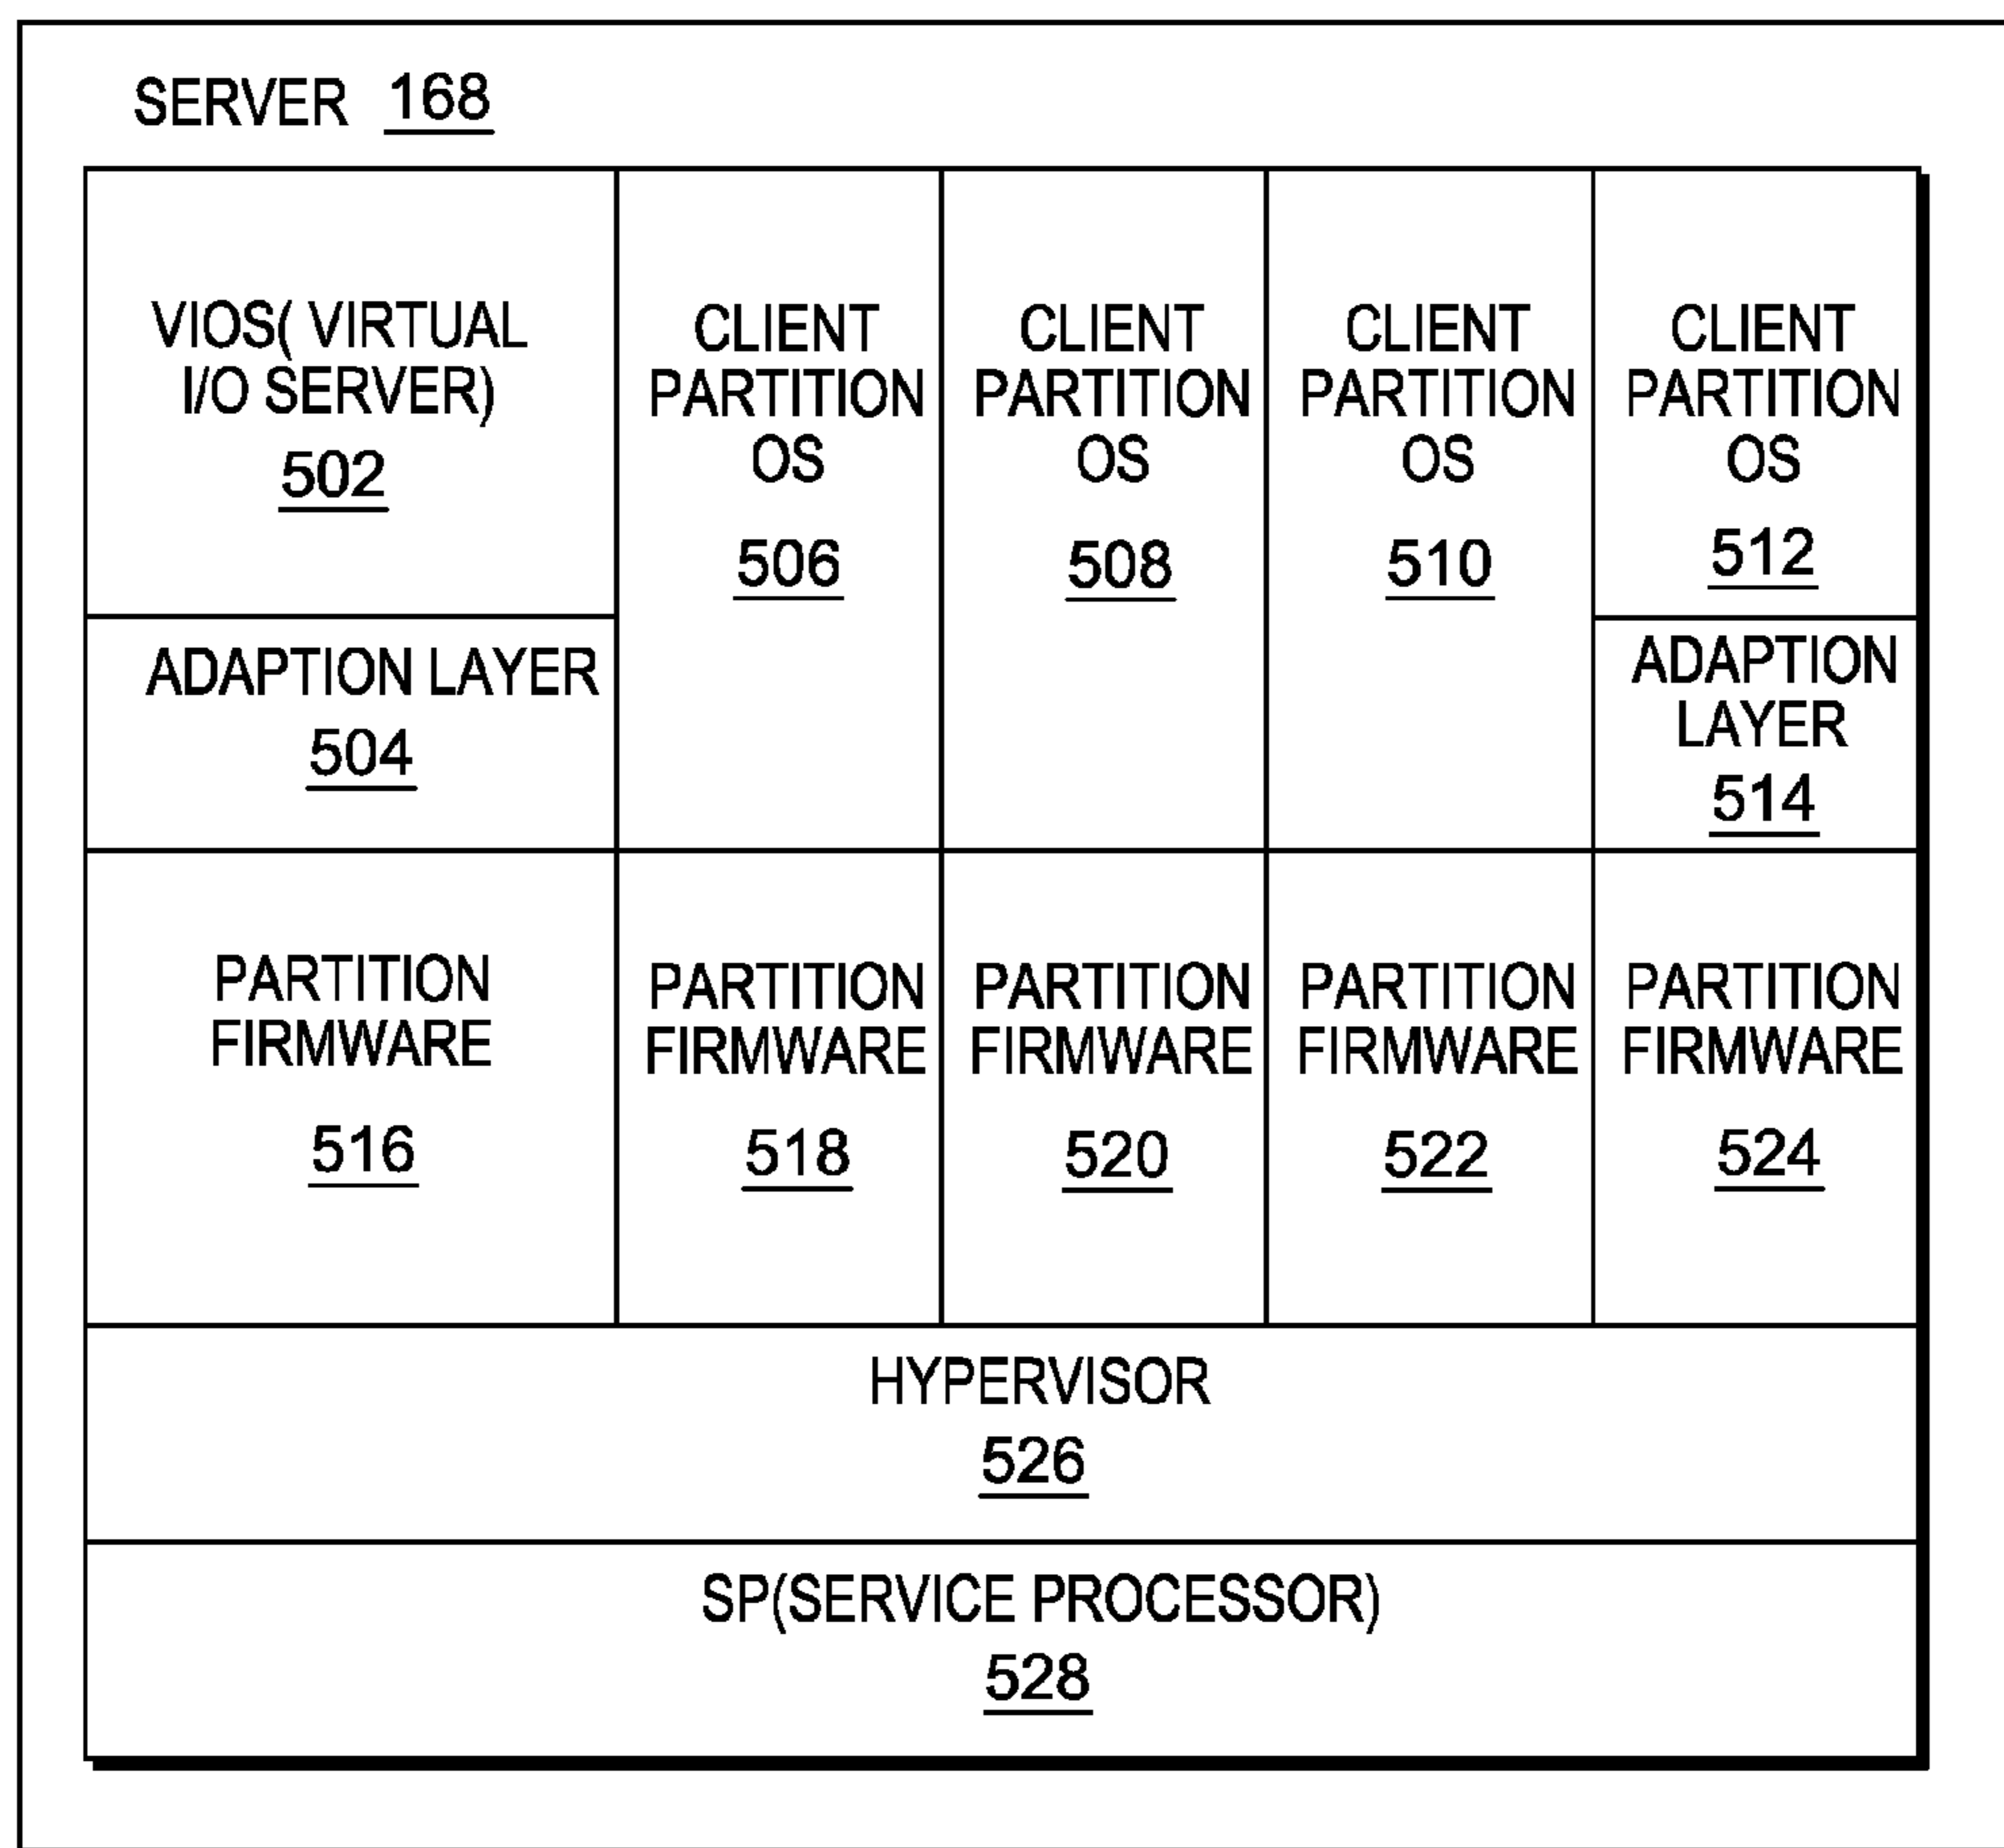 SERVER 168
VIOS( VIRTUAL
I/O SERVER)
502
ADAPTION LAYER
504
CLIENT
PARTITION
OS
506
CLIENT
PARTITION
OS
508
CLIENT
PARTITION
OS
510
CLIENT
PARTITION
OS
512
ADAPTION
LAYER
514
PARTITION
FIRMWARE
516
PARTITION
FIRMWARE
518
PARTITION
FIRMWARE
520
PARTITION
FIRMWARE
522
PARTITION
FIRMWARE
524
HYPERVISOR
526
SP(SERVICE PROCESSOR)
528